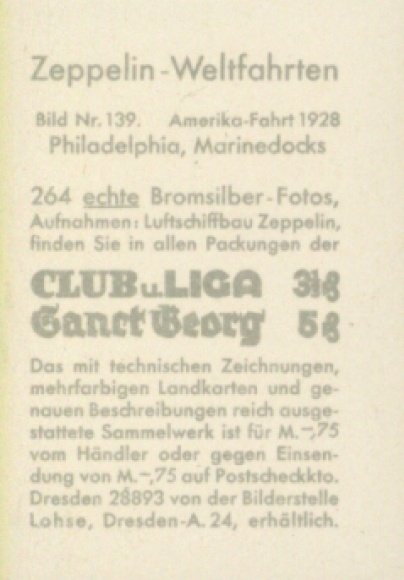 Zeppelin-Weltfahrten
Bild Nr. 139. Amerika-Fahrt 1928
Philadelphia, Marinedocks
264 echte Bromsilber-Fotos,
Aufnahmen: Luftschiffbau Zeppelin,
finden Sie in allen Packungen der
CLUB u. LIGA 3⅓ ₰
Sanct Georg 5 ₰
Das mit technischen Zeichnungen,
mehrfarbigen Landkarten und ge-
nauen Beschreibungen reich ausge-
stattete Sammelwerk ist für M. –,75
vom Händler oder gegen Einsen-
dung von M. –,75 auf Postscheckkto.
Dresden 28893 von der Bilderstelle
Lohse, Dresden-A. 24, erhältlich.